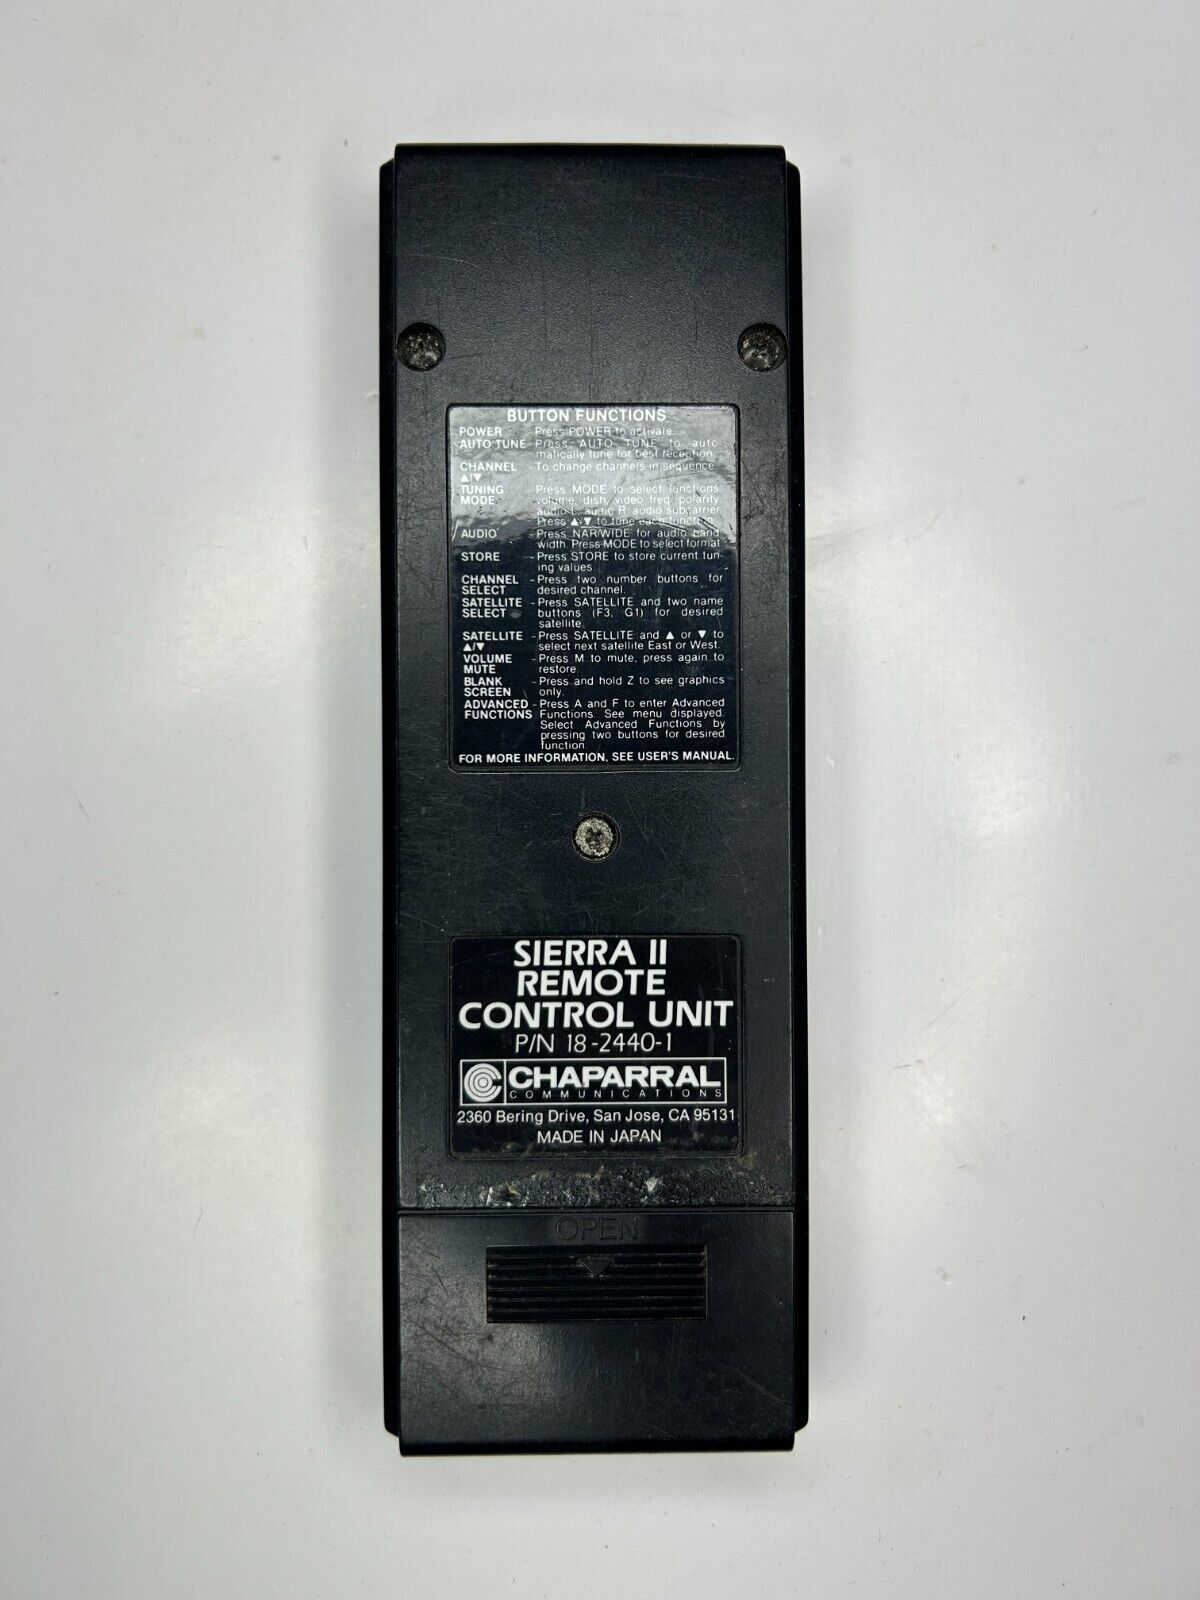 BUTTON FUNCTIONS
POWER - Press POWER to activate.
AUTO TUNE - Press AUTO TUNE to auto
matically tune for best reception.
CHANNEL - To change channels in sequence.
▲/▼
TUNING - Press MODE to select functions
MODE volume, dish, video freq. polarity,
audio L, audio R, audio subcarrier.
Press ▲/▼ to tune each function.
AUDIO - Press NAR/WIDE for audio band
width. Press MODE to select format.
STORE - Press STORE to store current tun
ing values.
CHANNEL - Press two number buttons for
SELECT desired channel.
SATELLITE - Press SATELLITE and two name
SELECT buttons (F3, G1) for desired
satellite.
SATELLITE - Press SATELLITE and ▲ or ▼ to
▲/▼ select next satellite East or West.
VOLUME - Press M to mute, press again to
MUTE restore.
BLANK - Press and hold Z to see graphics
SCREEN only.
ADVANCED - Press A and F to enter Advanced
FUNCTIONS Functions. See menu displayed.
Select Advanced Functions by
pressing two buttons for desired
function.
FOR MORE INFORMATION, SEE USER'S MANUAL.
SIERRA II
REMOTE
CONTROL UNIT
P/N 18-2440-1
CHAPARRAL
COMMUNICATIONS
2360 Bering Drive, San Jose, CA 95131
MADE IN JAPAN
OPEN